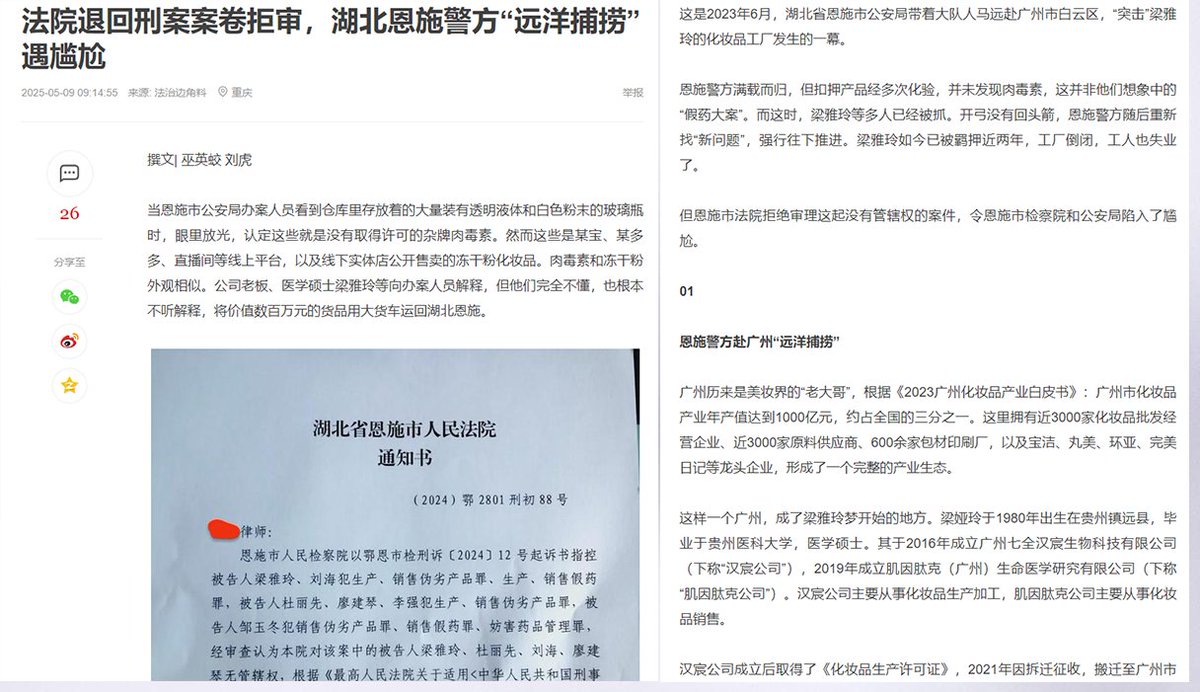 法院退回刑案案卷拒审，湖北恩施警方“远洋捕捞”
遇尴尬
2025-05-09 09:14:55 来源: 法治边角料 重庆
举报
26
分享至
撰文| 巫英蛟 刘虎
当恩施市公安局办案人员看到仓库里存放着的大量装有透明液体和白色粉末的玻璃瓶
时，眼里放光，认定这些就是没有取得许可的杂牌肉毒素。然而这些是某宝、某多
多、直播间等线上平台，以及线下实体店公开售卖的冻干粉化妆品。肉毒素和冻干粉
外观相似。公司老板、医学硕士梁雅玲等向办案人员解释，但他们完全不懂，也根本
不听解释，将价值数百万元的货品用大货车运回湖北恩施。
湖北省恩施市人民法院
通知书
（2024）鄂 2801 刑初 88 号
律师：
恩施市人民检察院以鄂恩市检刑诉〔2024〕12 号起诉书指控
被告人梁雅玲、刘海犯生产、销售伪劣产品罪、生产、销售假药
罪，被告人杜丽先、廖建琴、李强犯生产、销售伪劣产品罪、被
告人邹玉冬犯销售伪劣产品罪、销售假药罪、妨害药品管理罪，
经审查认为本院对该案中的被告人梁雅玲、杜丽先、刘海、廖建
琴无管辖权，根据《最高人民法院关于适用<中华人民共和国刑事
这是2023年6月，湖北省恩施市公安局带着大队人马远赴广州市白云区，“突击”梁雅
玲的化妆品工厂发生的一幕。
恩施警方满载而归，但扣押产品经多次化验，并未发现肉毒素，这并非他们想象中的
“假药大案”。而这时，梁雅玲等多人已经被抓。开弓没有回头箭，恩施警方随后重新
找“新问题”，强行往下推进。梁雅玲如今已被羁押近两年，工厂倒闭，工人也失业
了。
但恩施市法院拒绝审理这起没有管辖权的案件，令恩施市检察院和公安局陷入了尴
尬。
01
恩施警方赴广州“远洋捕捞”
广州历来是美妆界的“老大哥”，根据《2023广州化妆品产业白皮书》：广州市化妆品
产业年产值达到1000亿元，约占全国的三分之一。这里拥有近3000家化妆品批发经
营企业、近3000家原料供应商、600余家包材印刷厂，以及宝洁、丸美、环亚、完美
日记等龙头企业，形成了一个完整的产业生态。
这样一个广州，成了梁雅玲梦开始的地方。梁娅玲于1980年出生在贵州镇远县，毕
业于贵州医科大学，医学硕士。其于2016年成立广州七全汉宸生物科技有限公司
（下称“汉宸公司”），2019年成立肌因肽克（广州）生命医学研究有限公司（下称
“肌因肽克公司”）。汉宸公司主要从事化妆品生产加工，肌因肽克公司主要从事化妆
品销售。
汉宸公司成立后取得了《化妆品生产许可证》，2021年因拆迁征收，搬迁至广州市